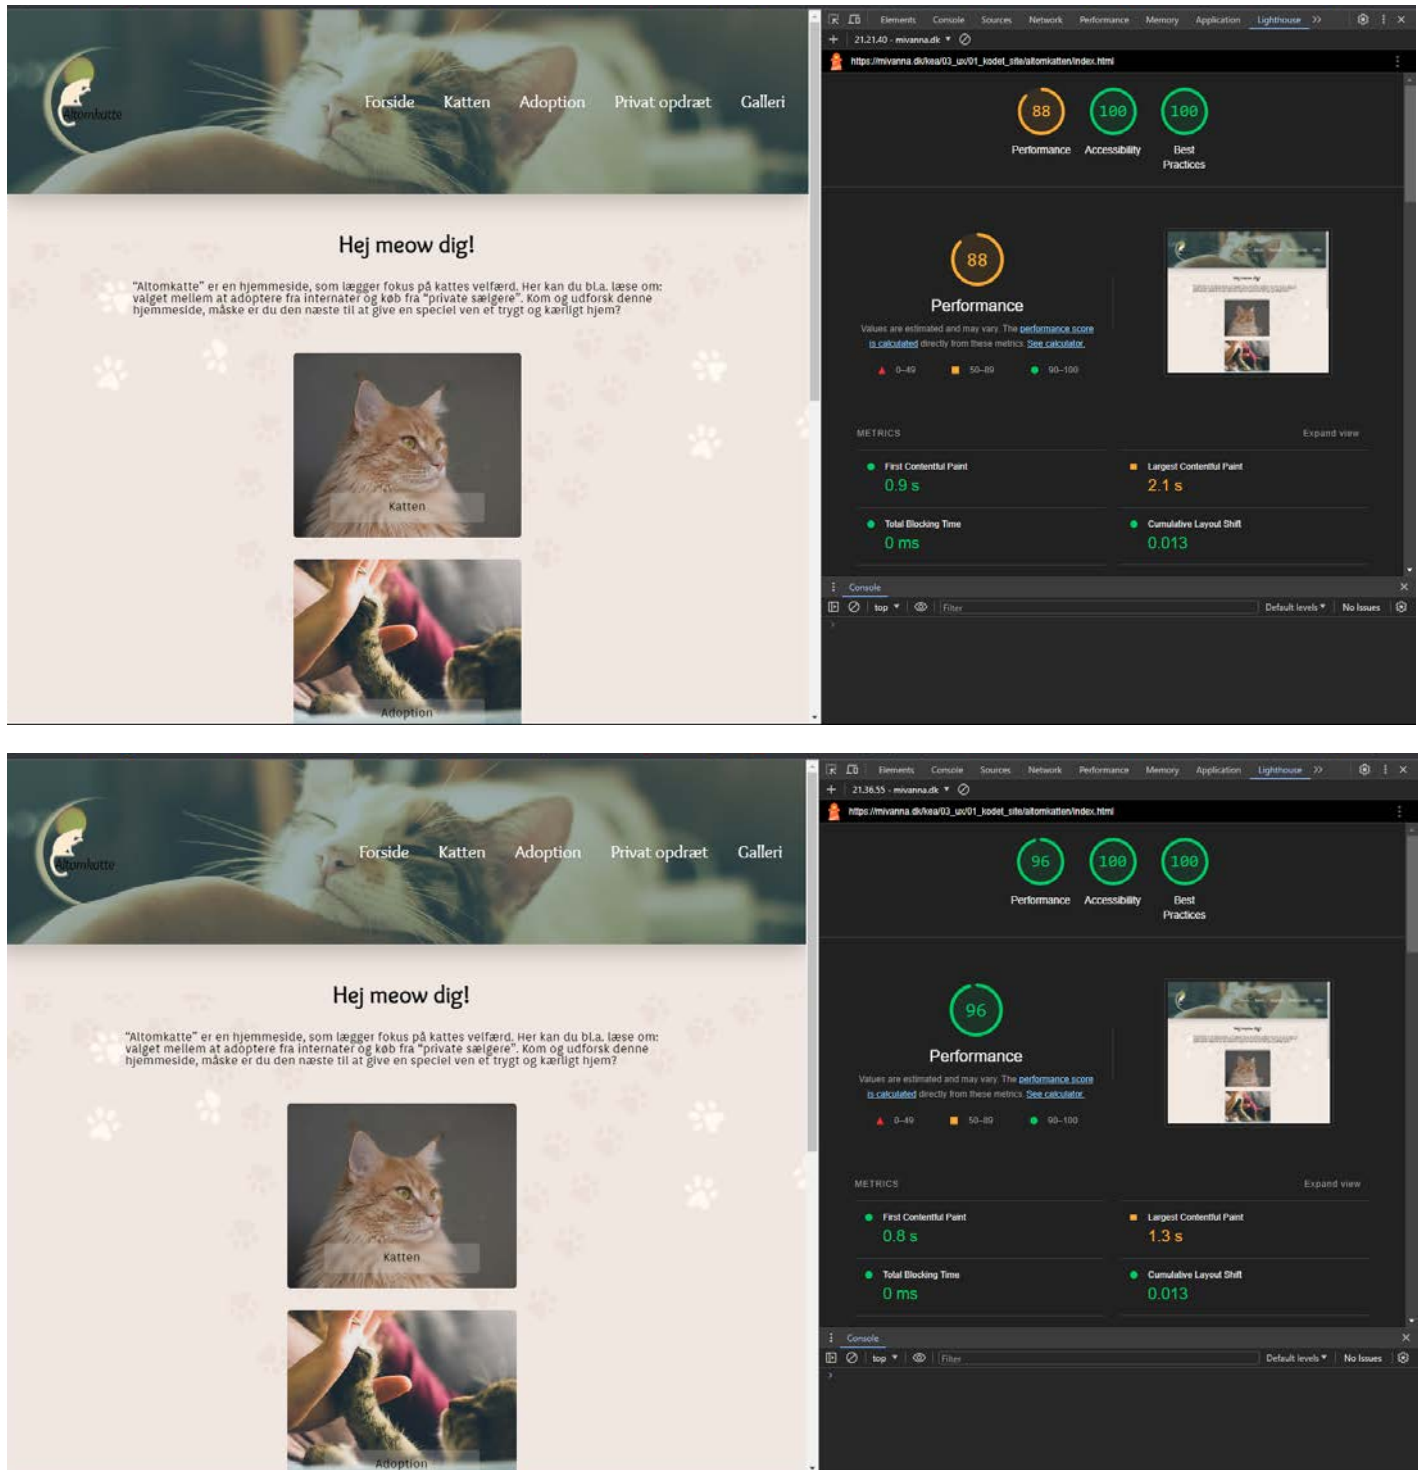 Elements Console Sources Network Performance Memory Application Lighthouse
21.21.40 - mivanna.dk
https://mivanna.dk/kea/03_ux/01_kodet_site/altomkatten/index.html
Altomkatte
Forside Katten Adoption Privat opdræt Galleri
88 100 100
Performance Accessibility Best
Practices
Hej meow dig!
“Altomkatte” er en hjemmeside, som lægger fokus på kattes velfærd. Her kan du bl.a. læse om:
valget mellem at adoptere fra internater og køb fra “private sælgere”. Kom og udforsk denne
hjemmeside, måske er du den næste til at give en speciel ven et trygt og kærligt hjem?
Katten
Adoption
88
Performance
Values are estimated and may vary. The performance score
is calculated directly from these metrics. See calculator.
0–49 50–89 90–100
METRICS Expand view
First Contentful Paint
0.9 s
Largest Contentful Paint
2.1 s
Total Blocking Time
0 ms
Cumulative Layout Shift
0.013
Console
top Filter Default levels No Issues
Elements Console Sources Network Performance Memory Application Lighthouse
21.36.55 - mivanna.dk
https://mivanna.dk/kea/03_ux/01_kodet_site/altomkatten/index.html
Altomkatte
Forside Katten Adoption Privat opdræt Galleri
96 100 100
Performance Accessibility Best
Practices
Hej meow dig!
“Altomkatte” er en hjemmeside, som lægger fokus på kattes velfærd. Her kan du bl.a. læse om:
valget mellem at adoptere fra internater og køb fra “private sælgere”. Kom og udforsk denne
hjemmeside, måske er du den næste til at give en speciel ven et trygt og kærligt hjem?
Katten
Adoption
96
Performance
Values are estimated and may vary. The performance score
is calculated directly from these metrics. See calculator.
0–49 50–89 90–100
METRICS Expand view
First Contentful Paint
0.8 s
Largest Contentful Paint
1.3 s
Total Blocking Time
0 ms
Cumulative Layout Shift
0.013
Console
top Filter Default levels No Issues